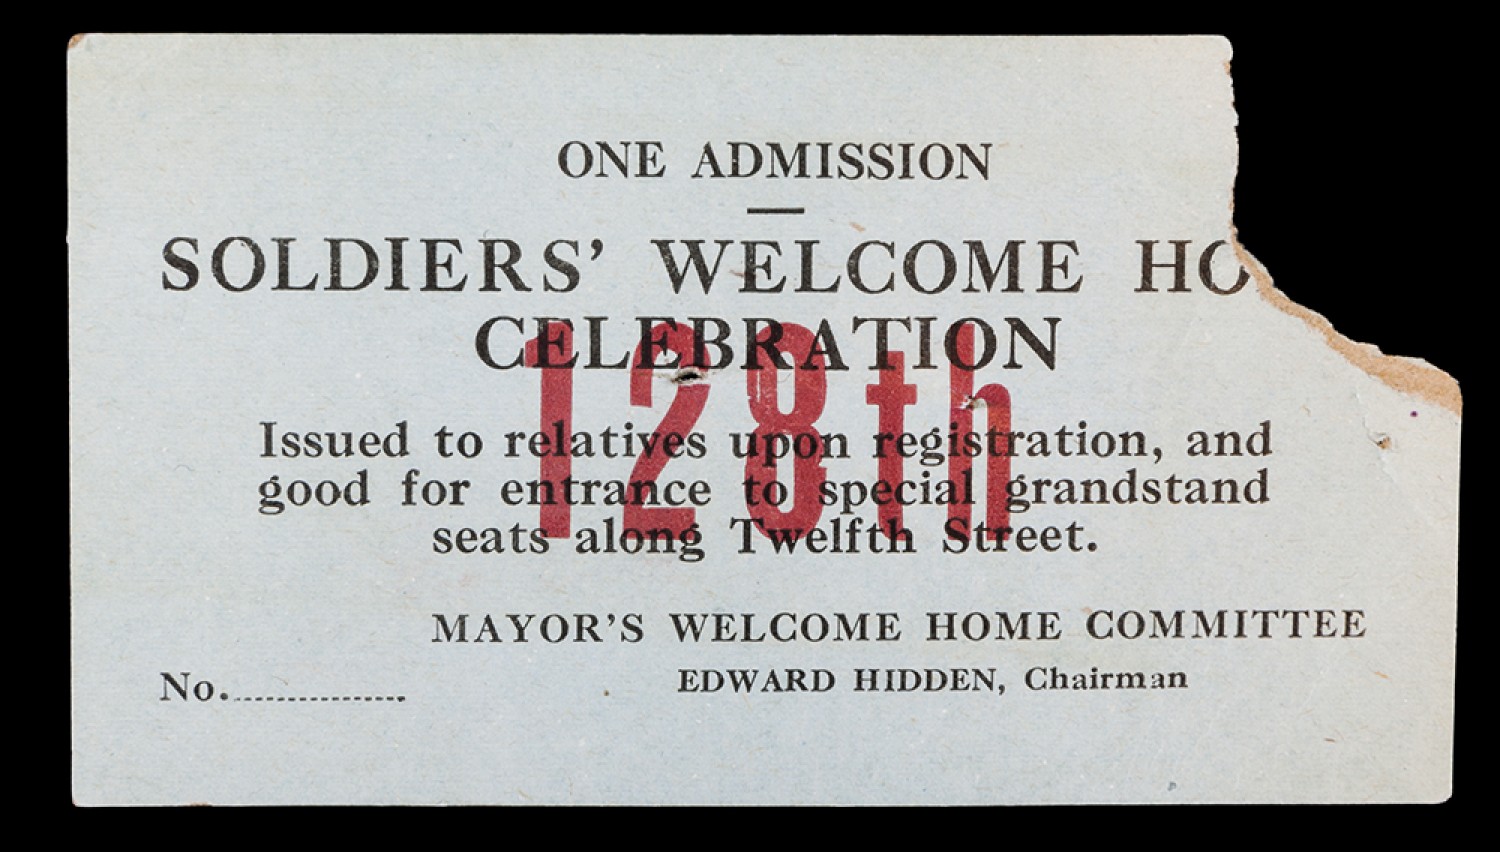 ONE ADMISSION
SOLDIERS' WELCOME HO
CELEBRATION
128th
Issued to relatives upon registration, and
good for entrance to special grandstand
seats along Twelfth Street.
MAYOR'S WELCOME HOME COMMITTEE
EDWARD HIDDEN, Chairman
No.